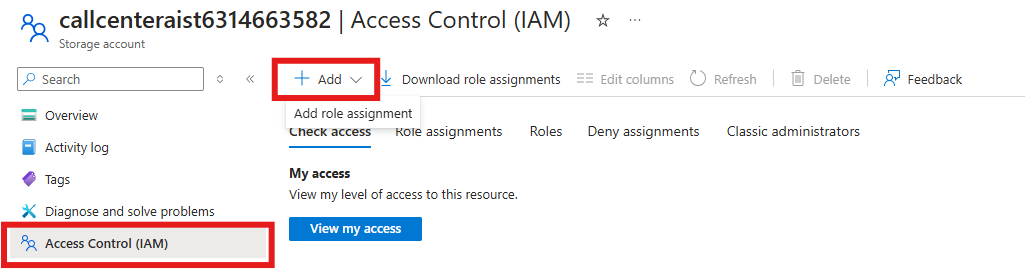 callcenteraist6314663582 | Access Control (IAM)
Storage account
Search
Add
Download role assignments
Edit columns
Refresh
Delete
Feedback
Add role assignment
Overview
Activity log
Tags
Diagnose and solve problems
Access Control (IAM)
Check access
Role assignments
Roles
Deny assignments
Classic administrators
My access
View my level of access to this resource.
View my access